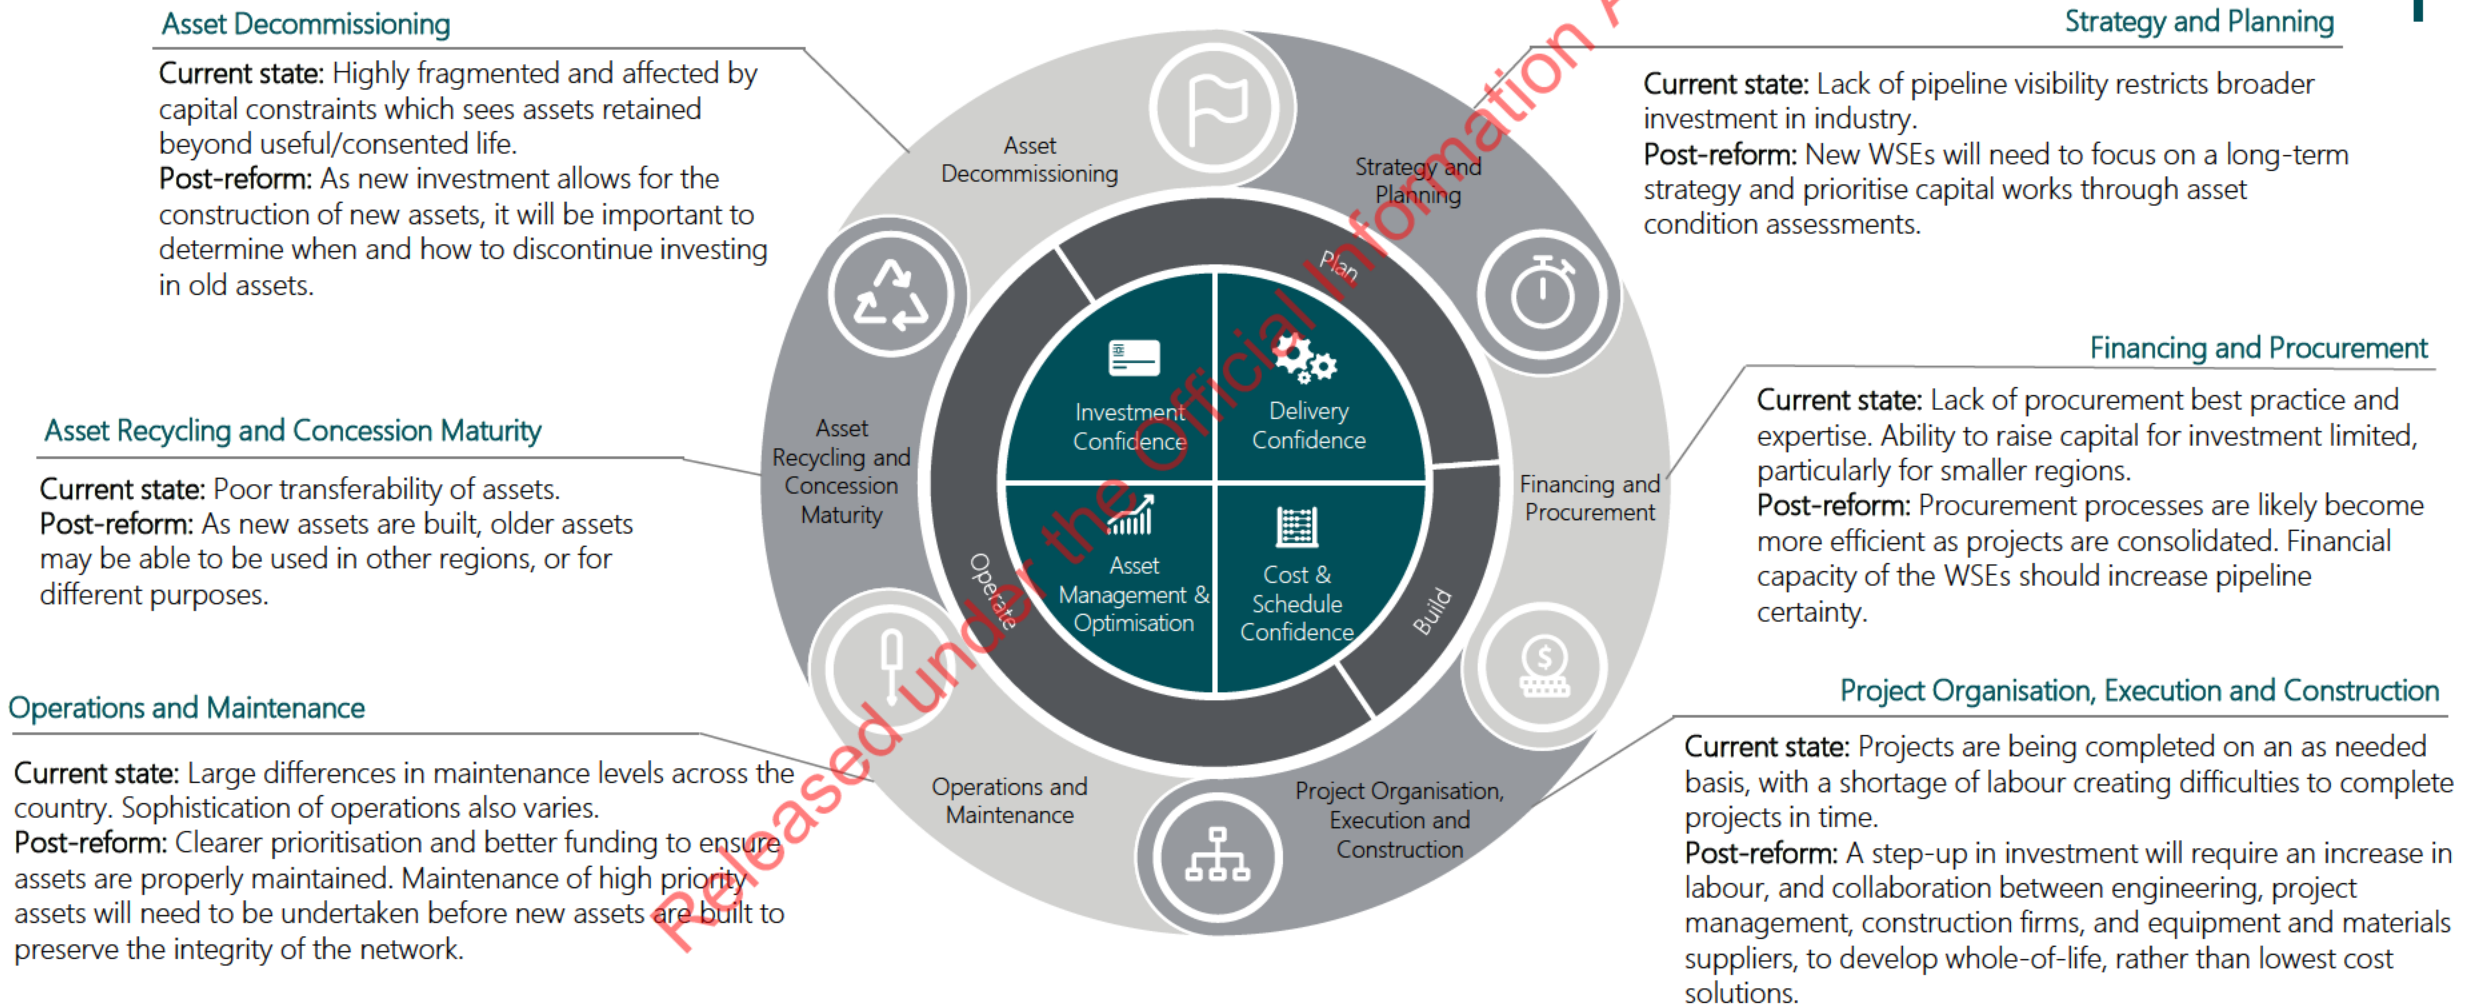 Asset Decommissioning
Current state: Highly fragmented and affected by
capital constraints which sees assets retained
beyond useful/consented life.
Post-reform: As new investment allows for the
construction of new assets, it will be important to
determine when and how to discontinue investing
in old assets.
Asset Recycling and Concession Maturity
Current state: Poor transferability of assets.
Post-reform: As new assets are built, older assets
may be able to be used in other regions, or for
different purposes.
Operations and Maintenance
Current state: Large differences in maintenance levels across the
country. Sophistication of operations also varies.
Post-reform: Clearer prioritisation and better funding to ensure
assets are properly maintained. Maintenance of high priority
assets will need to be undertaken before new assets are built to
preserve the integrity of the network.
Asset
Decommissioning
Strategy and
Planning
Asset
Recycling and
Concession
Maturity
Financing and
Procurement
Operations and
Maintenance
Project Organisation,
Execution and
Construction
Plan
Build
Operate
Investment
Confidence
Delivery
Confidence
Asset
Management &
Optimisation
Cost &
Schedule
Confidence
$
Strategy and Planning
Current state: Lack of pipeline visibility restricts broader
investment in industry.
Post-reform: New WSEs will need to focus on a long-term
strategy and prioritise capital works through asset
condition assessments.
Financing and Procurement
Current state: Lack of procurement best practice and
expertise. Ability to raise capital for investment limited,
particularly for smaller regions.
Post-reform: Procurement processes are likely become
more efficient as projects are consolidated. Financial
capacity of the WSEs should increase pipeline
certainty.
Project Organisation, Execution and Construction
Current state: Projects are being completed on an as needed
basis, with a shortage of labour creating difficulties to complete
projects in time.
Post-reform: A step-up in investment will require an increase in
labour, and collaboration between engineering, project
management, construction firms, and equipment and materials
suppliers, to develop whole-of-life, rather than lowest cost
solutions.
Released under the Official Information